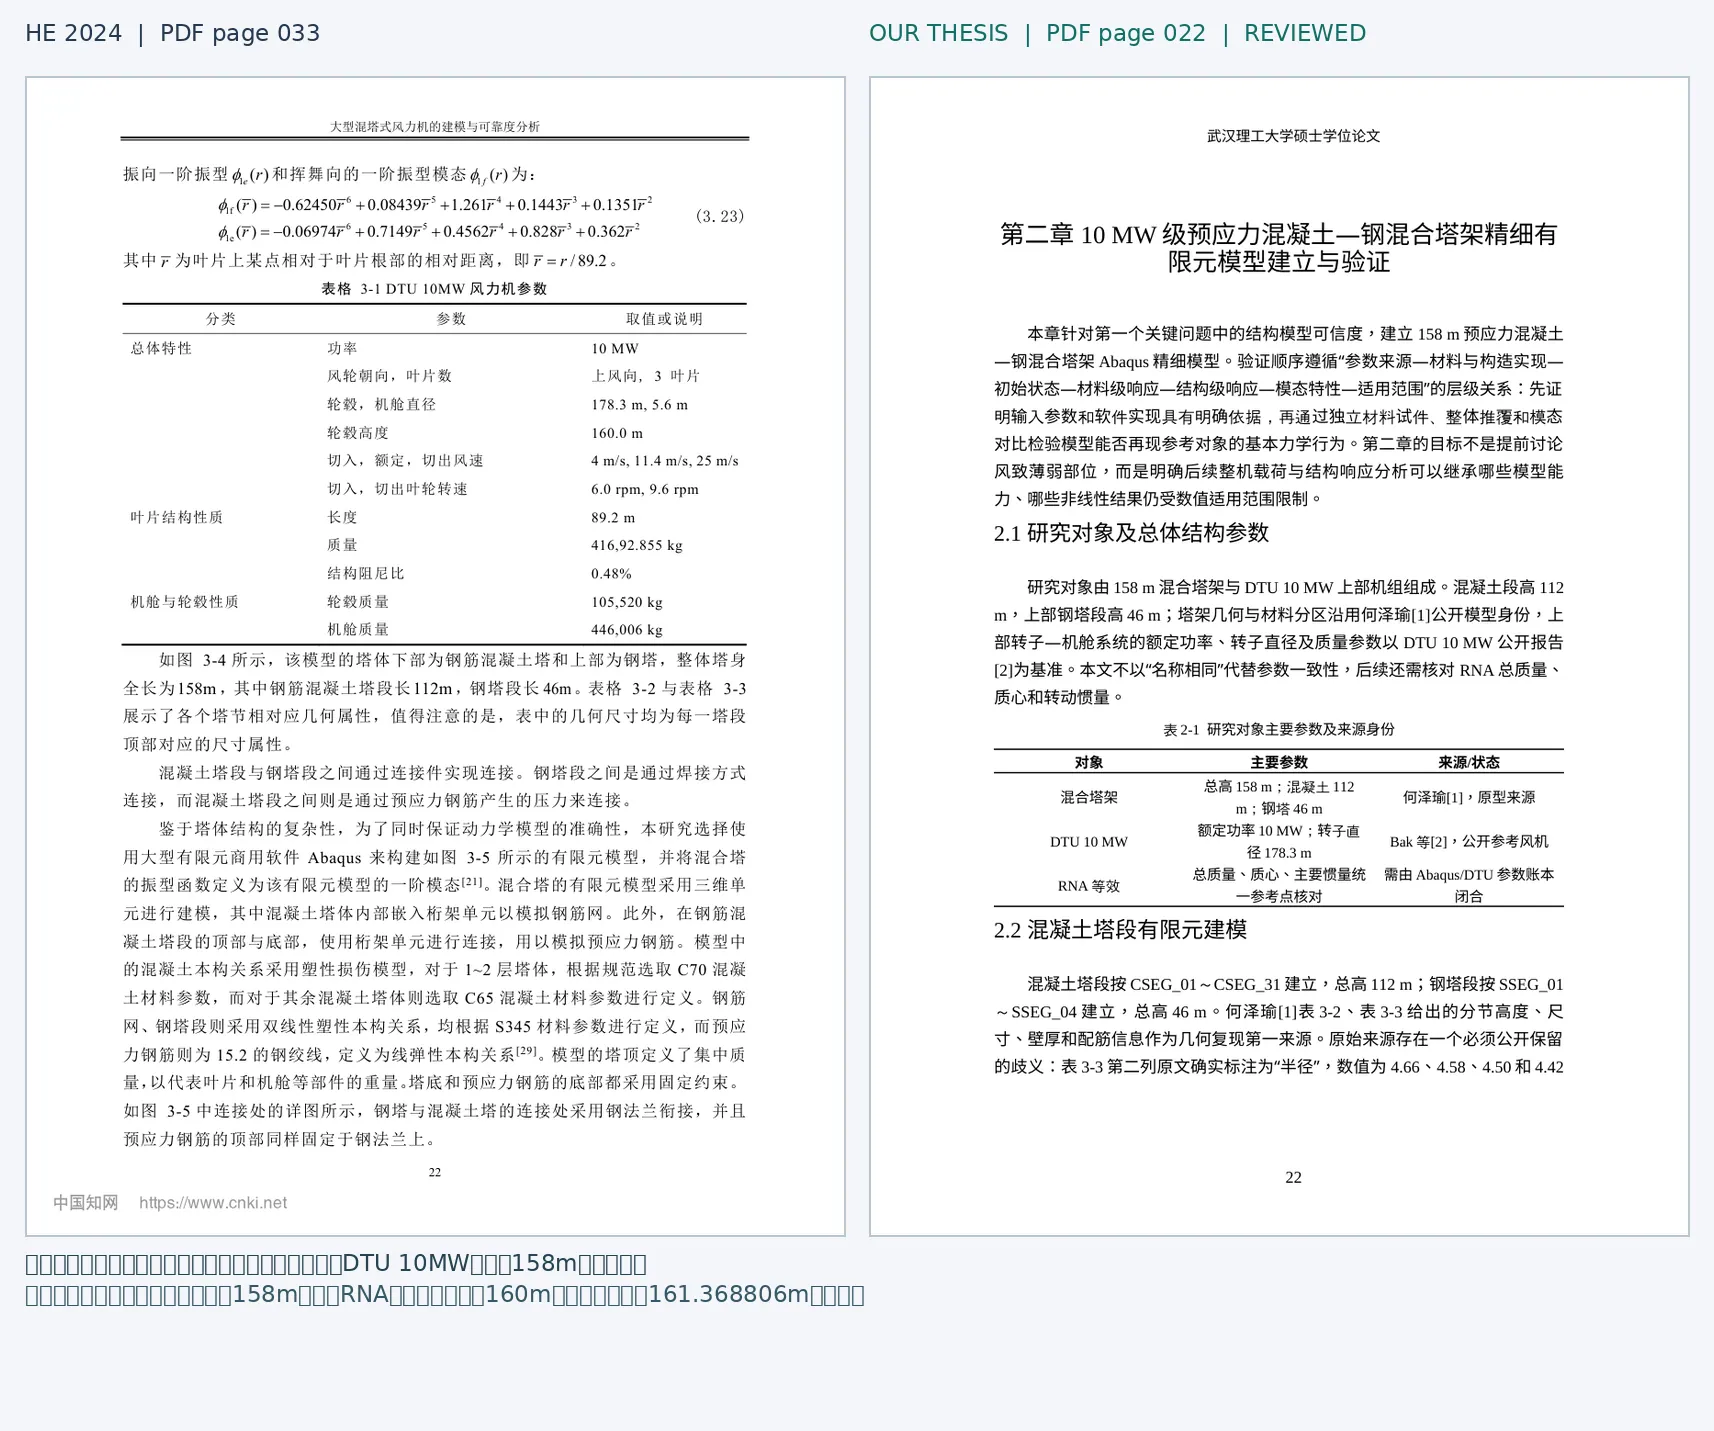 HE 2024 | PDF page 033
大型混塔式风力机的建模与可靠度分析
振向一阶振型ϕ1e(r)和挥舞向的一阶振型模态ϕ1f(r)为：
ϕ1f(r̅) = −0.62450r̅⁶ + 0.08439r̅⁵ + 1.261r̅⁴ + 0.1443r̅³ + 0.1351r̅²
ϕ1e(r̅) = −0.06974r̅⁶ + 0.7149r̅⁵ + 0.4562r̅⁴ + 0.828r̅³ + 0.362r̅²
(3.23)
其中r̅为叶片上某点相对于叶片根部的相对距离，即r̅ = r / 89.2。
表格 3-1 DTU 10MW 风力机参数
分类 参数 取值或说明
总体特性 功率 10 MW
风轮朝向，叶片数 上风向，3 叶片
轮毂，机舱直径 178.3 m, 5.6 m
轮毂高度 160.0 m
切入，额定，切出风速 4 m/s, 11.4 m/s, 25 m/s
切入，切出叶轮转速 6.0 rpm, 9.6 rpm
叶片结构性质 长度 89.2 m
质量 416,92.855 kg
结构阻尼比 0.48%
机舱与轮毂性质 轮毂质量 105,520 kg
机舱质量 446,006 kg
如图 3-4 所示，该模型的塔体下部为钢筋混凝土塔和上部为钢塔，整体塔身
全长为158m，其中钢筋混凝土塔段长112m，钢塔段长 46m。表格 3-2 与表格 3-3
展示了各个塔节相对应几何属性，值得注意的是，表中的几何尺寸均为每一塔段
顶部对应的尺寸属性。
混凝土塔段与钢塔段之间通过连接件实现连接。钢塔段之间是通过焊接方式
连接，而混凝土塔段之间则是通过预应力钢筋产生的压力来连接。
鉴于塔体结构的复杂性，为了同时保证动力学模型的准确性，本研究选择使
用大型有限元商用软件 Abaqus 来构建如图 3-5 所示的有限元模型，并将混合塔
的振型函数定义为该有限元模型的一阶模态[21]。混合塔的有限元模型采用三维单
元进行建模，其中混凝土塔体内部嵌入桁架单元以模拟钢筋网。此外，在钢筋混
凝土塔段的顶部与底部，使用桁架单元进行连接，用以模拟预应力钢筋。模型中
的混凝土本构关系采用塑性损伤模型，对于 1~2 层塔体，根据规范选取 C70 混凝
土材料参数，而对于其余混凝土塔体则选取 C65 混凝土材料参数进行定义。钢筋
网、钢塔段则采用双线性塑性本构关系，均根据 S345 材料参数进行定义，而预应
力钢筋则为 15.2 的钢绞线，定义为线弹性本构关系[29]。模型的塔顶定义了集中质
量，以代表叶片和机舱等部件的重量。塔底和预应力钢筋的底部都采用固定约束。
如图 3-5 中连接处的详图所示，钢塔与混凝土塔的连接处采用钢法兰衔接，并且
预应力钢筋的顶部同样固定于钢法兰上。
22
中国知网 https://www.cnki.net
OUR THESIS | PDF page 022 | REVIEWED
武汉理工大学硕士学位论文
第二章 10 MW 级预应力混凝土—钢混合塔架精细有
限元模型建立与验证
本章针对第一个关键问题中的结构模型可信度，建立 158 m 预应力混凝土
—钢混合塔架 Abaqus 精细模型。验证顺序遵循“参数来源—材料与构造实现—
初始状态—材料级响应—结构级响应—模态特性—适用范围”的层级关系：先证
明输入参数和软件实现具有明确依据，再通过独立材料试件、整体推覆和模态
对比检验模型能否再现参考对象的基本力学行为。第二章的目标不是提前讨论
风致薄弱部位，而是明确后续整机载荷与结构响应分析可以继承哪些模型能
力、哪些非线性结果仍受数值适用范围限制。
2.1 研究对象及总体结构参数
研究对象由 158 m 混合塔架与 DTU 10 MW 上部机组组成。混凝土段高 112
m，上部钢塔段高 46 m；塔架几何与材料分区沿用何泽瑜[1]公开模型身份，上
部转子—机舱系统的额定功率、转子直径及质量参数以 DTU 10 MW 公开报告
[2]为基准。本文不以“名称相同”代替参数一致性，后续还需核对 RNA 总质量、
质心和转动惯量。
表 2-1 研究对象主要参数及来源身份
对象 主要参数 来源/状态
混合塔架 总高 158 m；混凝土 112 m；钢塔 46 m 何泽瑜[1]，原型来源
DTU 10 MW 额定功率 10 MW；转子直径 178.3 m Bak 等[2]，公开参考风机
RNA 等效 总质量、质心、主要惯量统一参考点核对 需由 Abaqus/DTU 参数账本闭合
2.2 混凝土塔段有限元建模
混凝土塔段按 CSEG_01～CSEG_31 建立，总高 112 m；钢塔段按 SSEG_01
～SSEG_04 建立，总高 46 m。何泽瑜[1]表 3-2、表 3-3 给出的分节高度、尺
寸、壁厚和配筋信息作为几何复现第一来源。原始来源存在一个必须公开保留
的歧义：表 3-3 第二列原文确实标注为“半径”，数值为 4.66、4.58、4.50 和 4.42
22
DTU 10MW 158m
158m RNA 160m 161.368806m